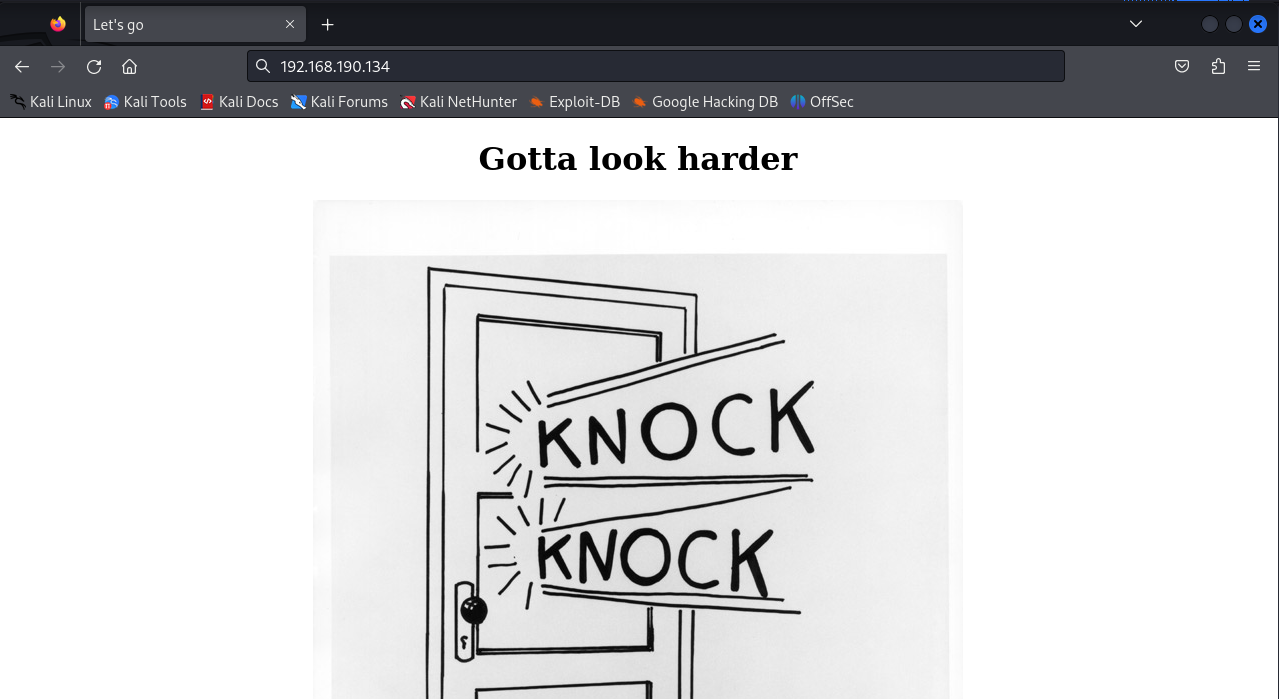 Let's go
192.168.190.134
Kali Linux Kali Tools Kali Docs Kali Forums Kali NetHunter Exploit-DB Google Hacking DB OffSec
Gotta look harder
KNOCK
KNOCK